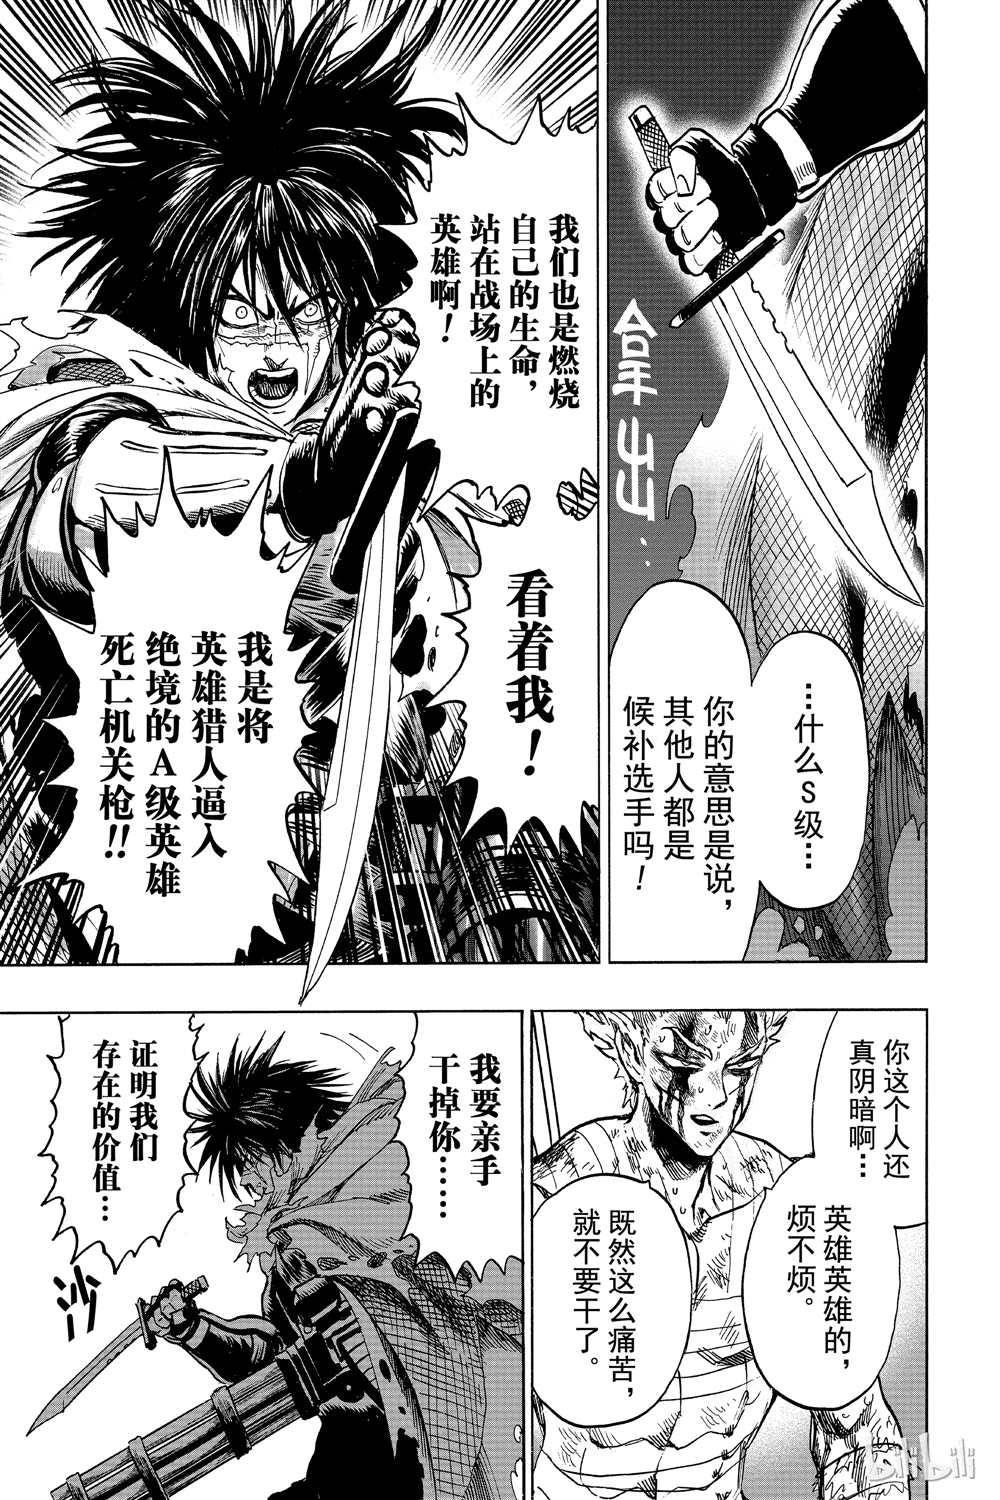 拿出…
…什么S级…
你的意思是说，
其他人都是
候补选手吗！
我们也是燃烧
自己的生命，
站在战场上的
英雄啊！
看着我！
我是将
英雄猎人逼入
绝境的A级英雄
死亡机关枪！！
你这个人还
真阴暗啊…
英雄英雄的，
烦不烦。
既然这么痛苦，
就不要干了。
我要亲手
干掉你……
证明我们
存在的价值…
沙
bilibili